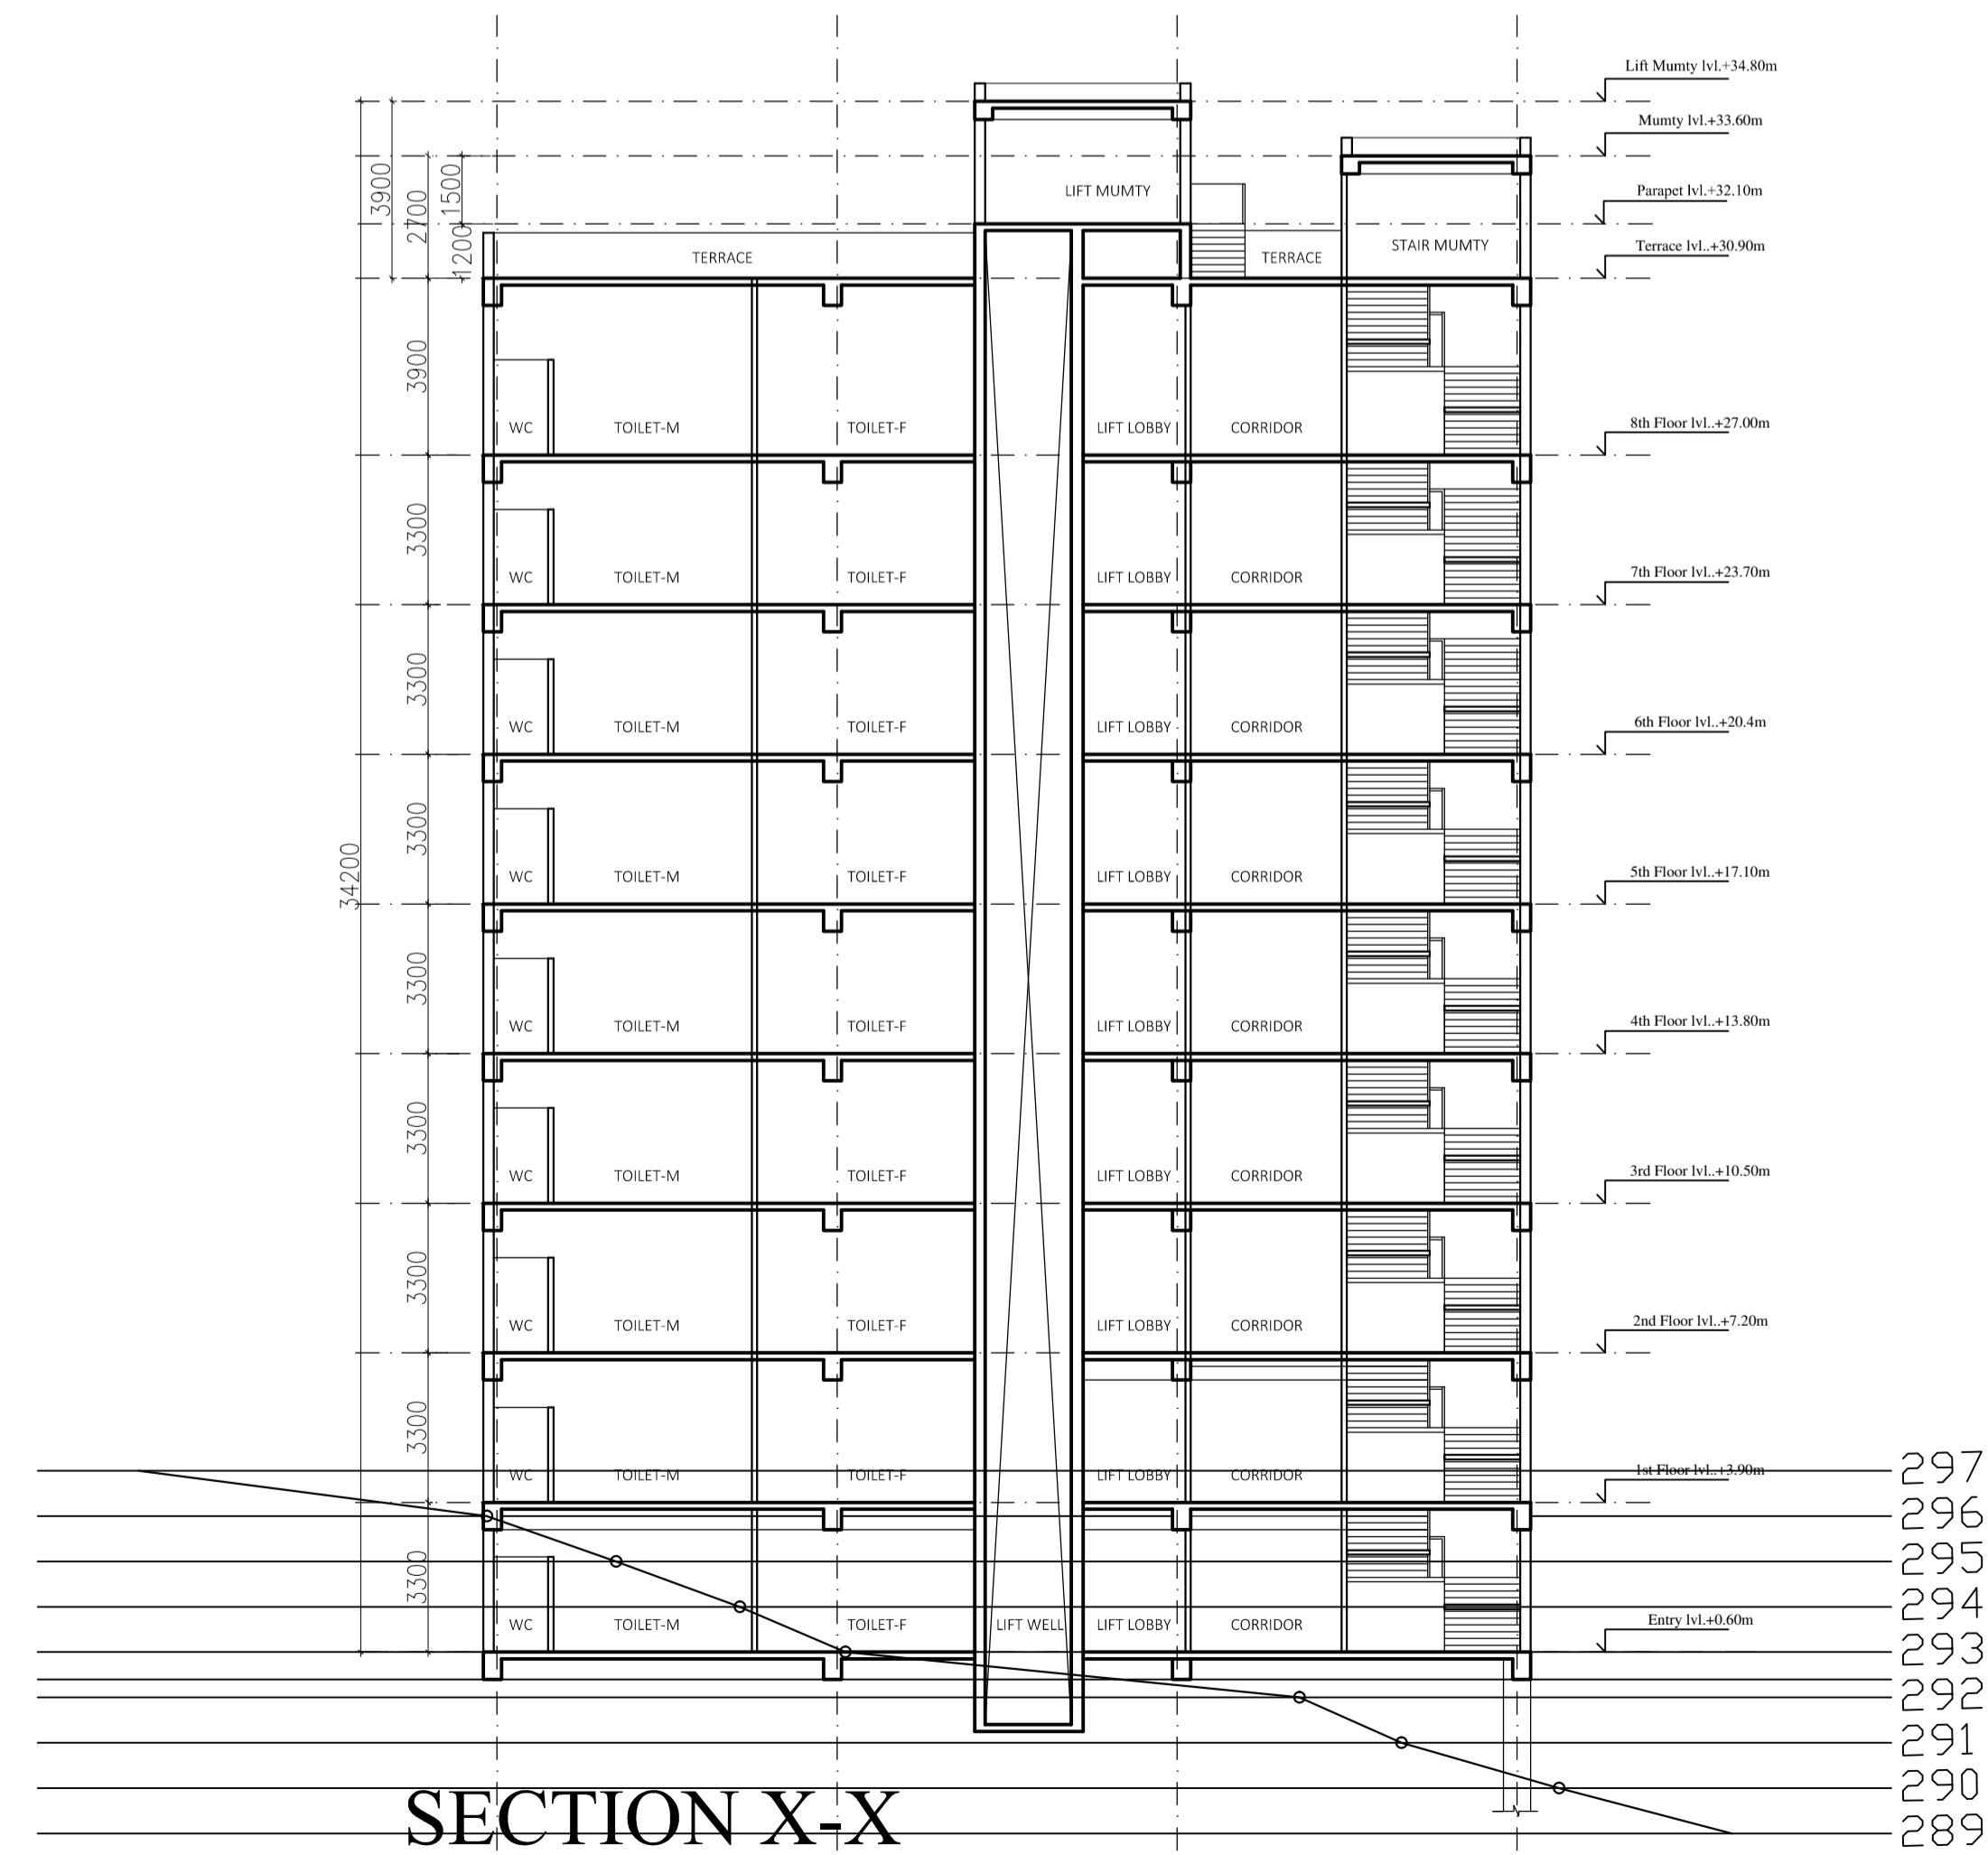 Lift Mumty lvl.+34.80m
Mumty lvl.+33.60m
3900
2700
1500
LIFT MUMTY
Parapet lvl.+32.10m
1200
TERRACE
TERRACE
STAIR MUMTY
Terrace lvl..+30.90m
3900
WC
TOILET-M
TOILET-F
LIFT LOBBY
CORRIDOR
8th Floor lvl..+27.00m
3300
WC
TOILET-M
TOILET-F
LIFT LOBBY
CORRIDOR
7th Floor lvl..+23.70m
3300
WC
TOILET-M
TOILET-F
LIFT LOBBY
CORRIDOR
6th Floor lvl..+20.4m
34200
3300
WC
TOILET-M
TOILET-F
LIFT LOBBY
CORRIDOR
5th Floor lvl..+17.10m
3300
WC
TOILET-M
TOILET-F
LIFT LOBBY
CORRIDOR
4th Floor lvl..+13.80m
3300
WC
TOILET-M
TOILET-F
LIFT LOBBY
CORRIDOR
3rd Floor lvl..+10.50m
3300
WC
TOILET-M
TOILET-F
LIFT LOBBY
CORRIDOR
2nd Floor lvl..+7.20m
3300
WC
TOILET-M
TOILET-F
LIFT LOBBY
CORRIDOR
1st Floor lvl..+3.90m
297
296
295
294
3300
WC
TOILET-M
TOILET-F
LIFT WELL
LIFT LOBBY
CORRIDOR
Entry lvl.+0.60m
293
292
291
290
289
SECTION X-X